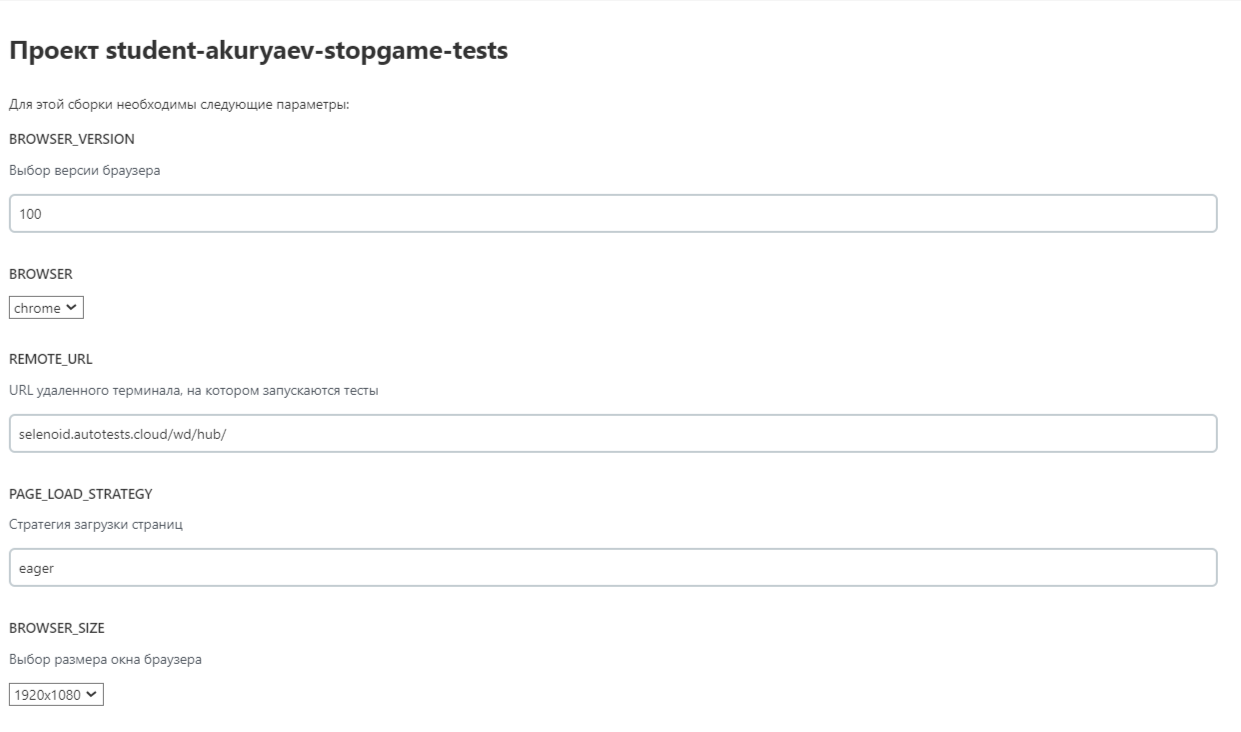 Проект student-akuryaev-stopgame-tests
Для этой сборки необходимы следующие параметры:
BROWSER_VERSION
Выбор версии браузера
100
BROWSER
chrome
REMOTE_URL
URL удаленного терминала, на котором запускаются тесты
selenoid.autotests.cloud/wd/hub/
PAGE_LOAD_STRATEGY
Стратегия загрузки страниц
eager
BROWSER_SIZE
Выбор размера окна браузера
1920x1080